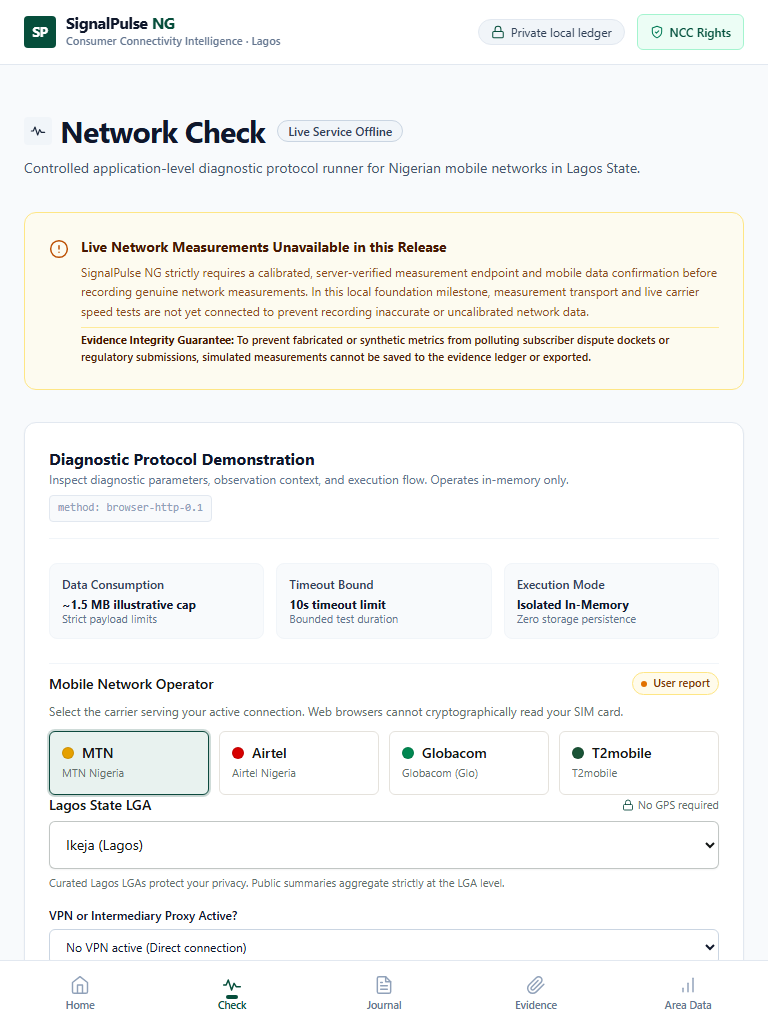 SP
SignalPulse NG
Consumer Connectivity Intelligence · Lagos
Private local ledger
NCC Rights
Network Check
Live Service Offline
Controlled application-level diagnostic protocol runner for Nigerian mobile networks in Lagos State.
Live Network Measurements Unavailable in this Release
SignalPulse NG strictly requires a calibrated, server-verified measurement endpoint and mobile data confirmation before
recording genuine network measurements. In this local foundation milestone, measurement transport and live carrier
speed tests are not yet connected to prevent recording inaccurate or uncalibrated network data.
Evidence Integrity Guarantee: To prevent fabricated or synthetic metrics from polluting subscriber dispute dockets or
regulatory submissions, simulated measurements cannot be saved to the evidence ledger or exported.
Diagnostic Protocol Demonstration
Inspect diagnostic parameters, observation context, and execution flow. Operates in-memory only.
method: browser-http-0.1
Data Consumption
~1.5 MB illustrative cap
Strict payload limits
Timeout Bound
10s timeout limit
Bounded test duration
Execution Mode
Isolated In-Memory
Zero storage persistence
Mobile Network Operator
User report
Select the carrier serving your active connection. Web browsers cannot cryptographically read your SIM card.
MTN
MTN Nigeria
Airtel
Airtel Nigeria
Globacom
Globacom (Glo)
T2mobile
T2mobile
Lagos State LGA
No GPS required
Ikeja (Lagos)
Curated Lagos LGAs protect your privacy. Public summaries aggregate strictly at the LGA level.
VPN or Intermediary Proxy Active?
No VPN active (Direct connection)
Home
Check
Journal
Evidence
Area Data